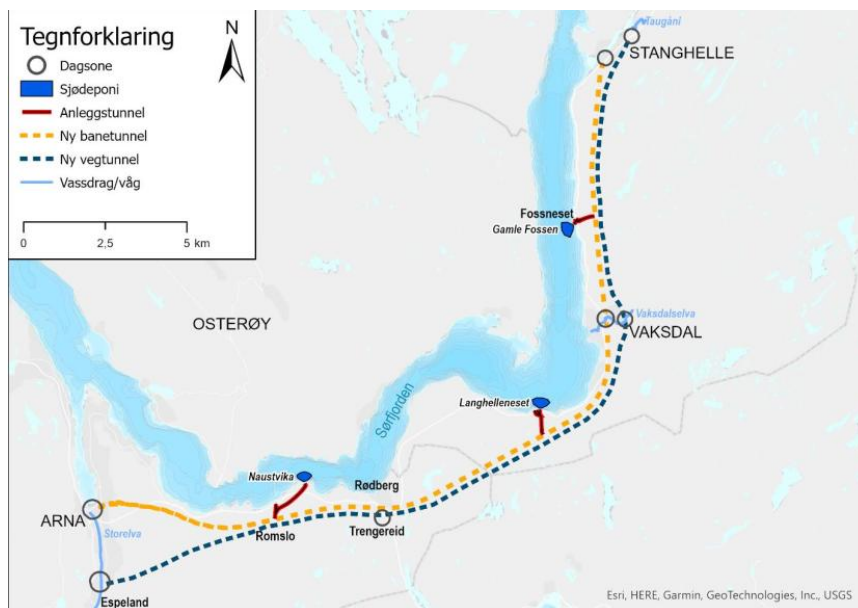 Tegnforklaring
N
Dagsone
Sjødeponi
Anleggstunnel
Ny banetunnel
Ny vegtunnel
Vassdrag/våg
0
2,5
5 km
Taugåni
STANGHELLE
Fossneset
Gamle Fossen
OSTERØY
Vaksdalselva
VAKSDAL
Sørfjorden
Langhelleneset
Naustvika
Rødberg
ARNA
Storelva
Romslo
Trengereid
Espeland
Esri, HERE, Garmin, GeoTechnologies, Inc., USGS